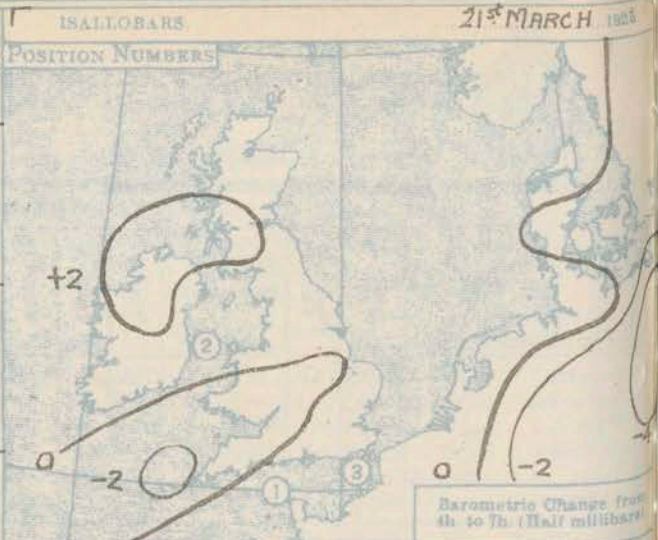 ISALLOBARS 21st MARCH 1925
POSITION NUMBERS
+2
2
0
-2
1
3
0
-2
Barometric Change from
4h. to 7h. (Half millibars)